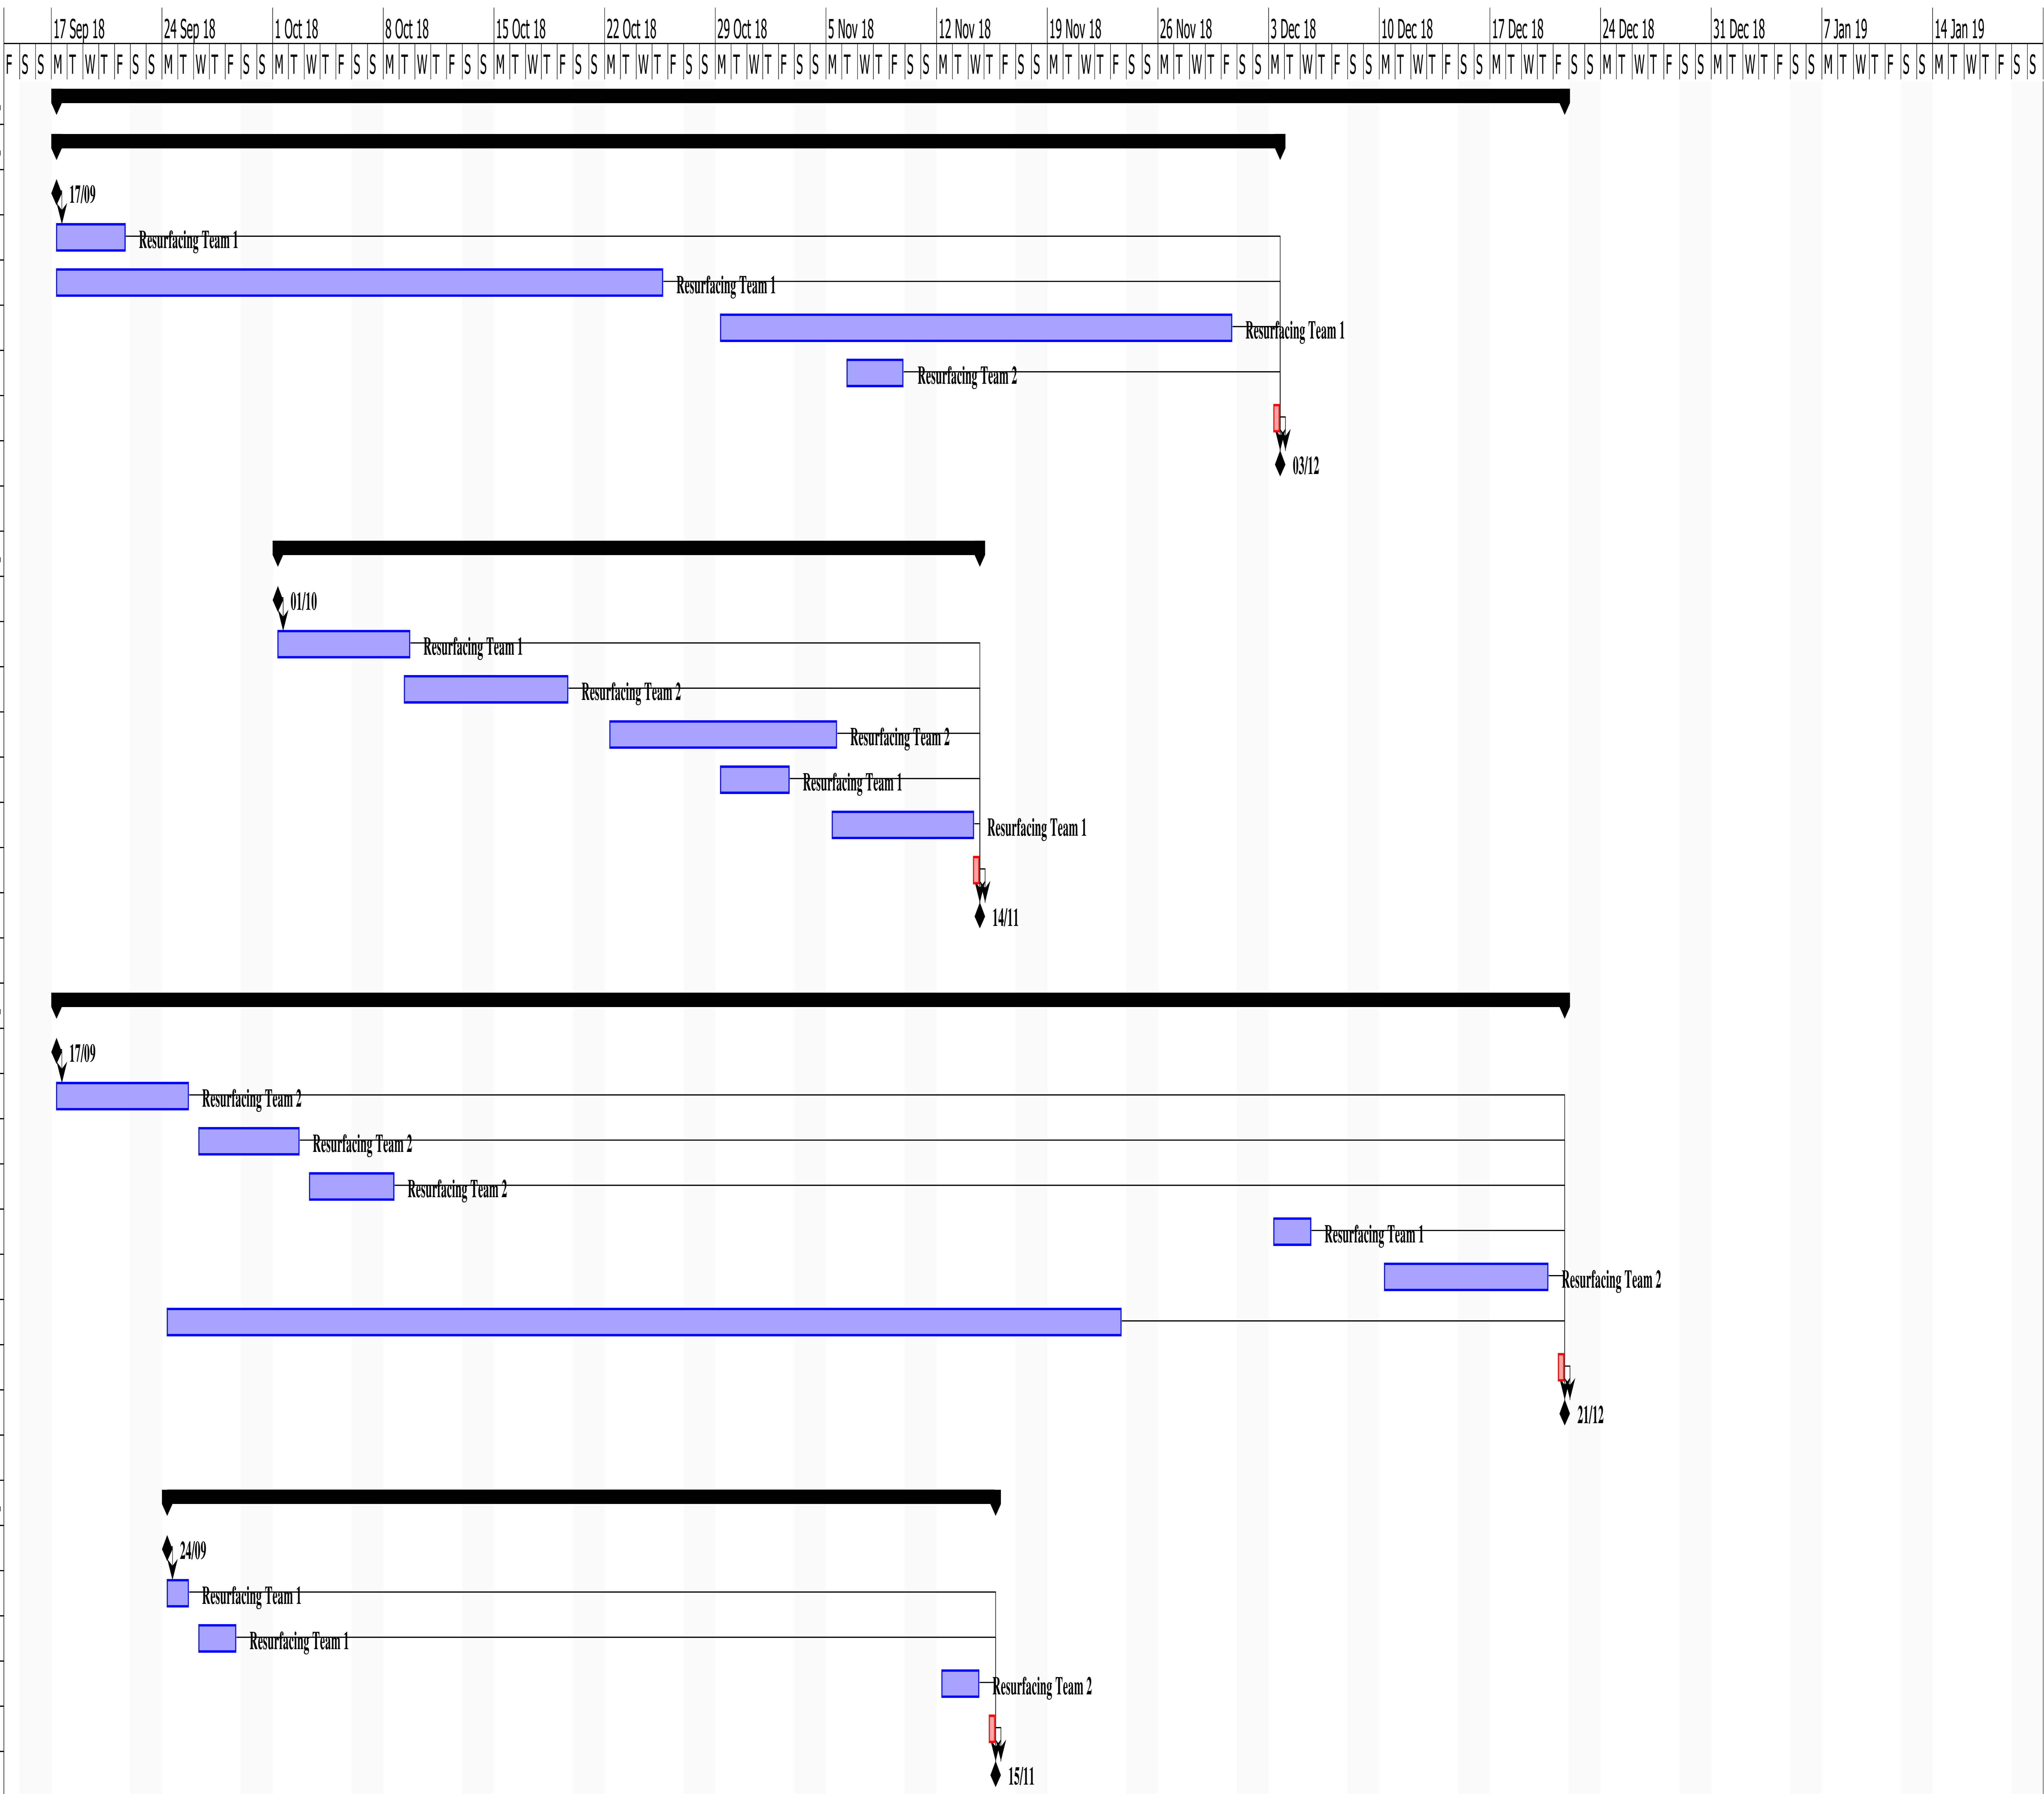 17 Sep 18 24 Sep 18 1 Oct 18 8 Oct 18 15 Oct 18 22 Oct 18 29 Oct 18 5 Nov 18 12 Nov 18 19 Nov 18 26 Nov 18 3 Dec 18 10 Dec 18 17 Dec 18 24 Dec 18 31 Dec 18 7 Jan 19 14 Jan 19
F S S M T W T F S S M T W T F S S M T W T F S S M T W T F S S M T W T F S S M T W T F S S M T W T F S S M T W T F S S M T W T F S S M T W T F S S M T W T F S S M T W T F S S M T W T F S S M T W T F S S M T W T F S S M T W T F S S M T W T F S S M T W T F S S
17/09
Resurfacing Team 1
Resurfacing Team 1
Resurfacing Team 1
Resurfacing Team 2
03/12
01/10
Resurfacing Team 1
Resurfacing Team 2
Resurfacing Team 2
Resurfacing Team 1
Resurfacing Team 1
14/11
17/09
Resurfacing Team 2
Resurfacing Team 2
Resurfacing Team 2
Resurfacing Team 1
Resurfacing Team 2
21/12
24/09
Resurfacing Team 1
Resurfacing Team 1
Resurfacing Team 2
15/11